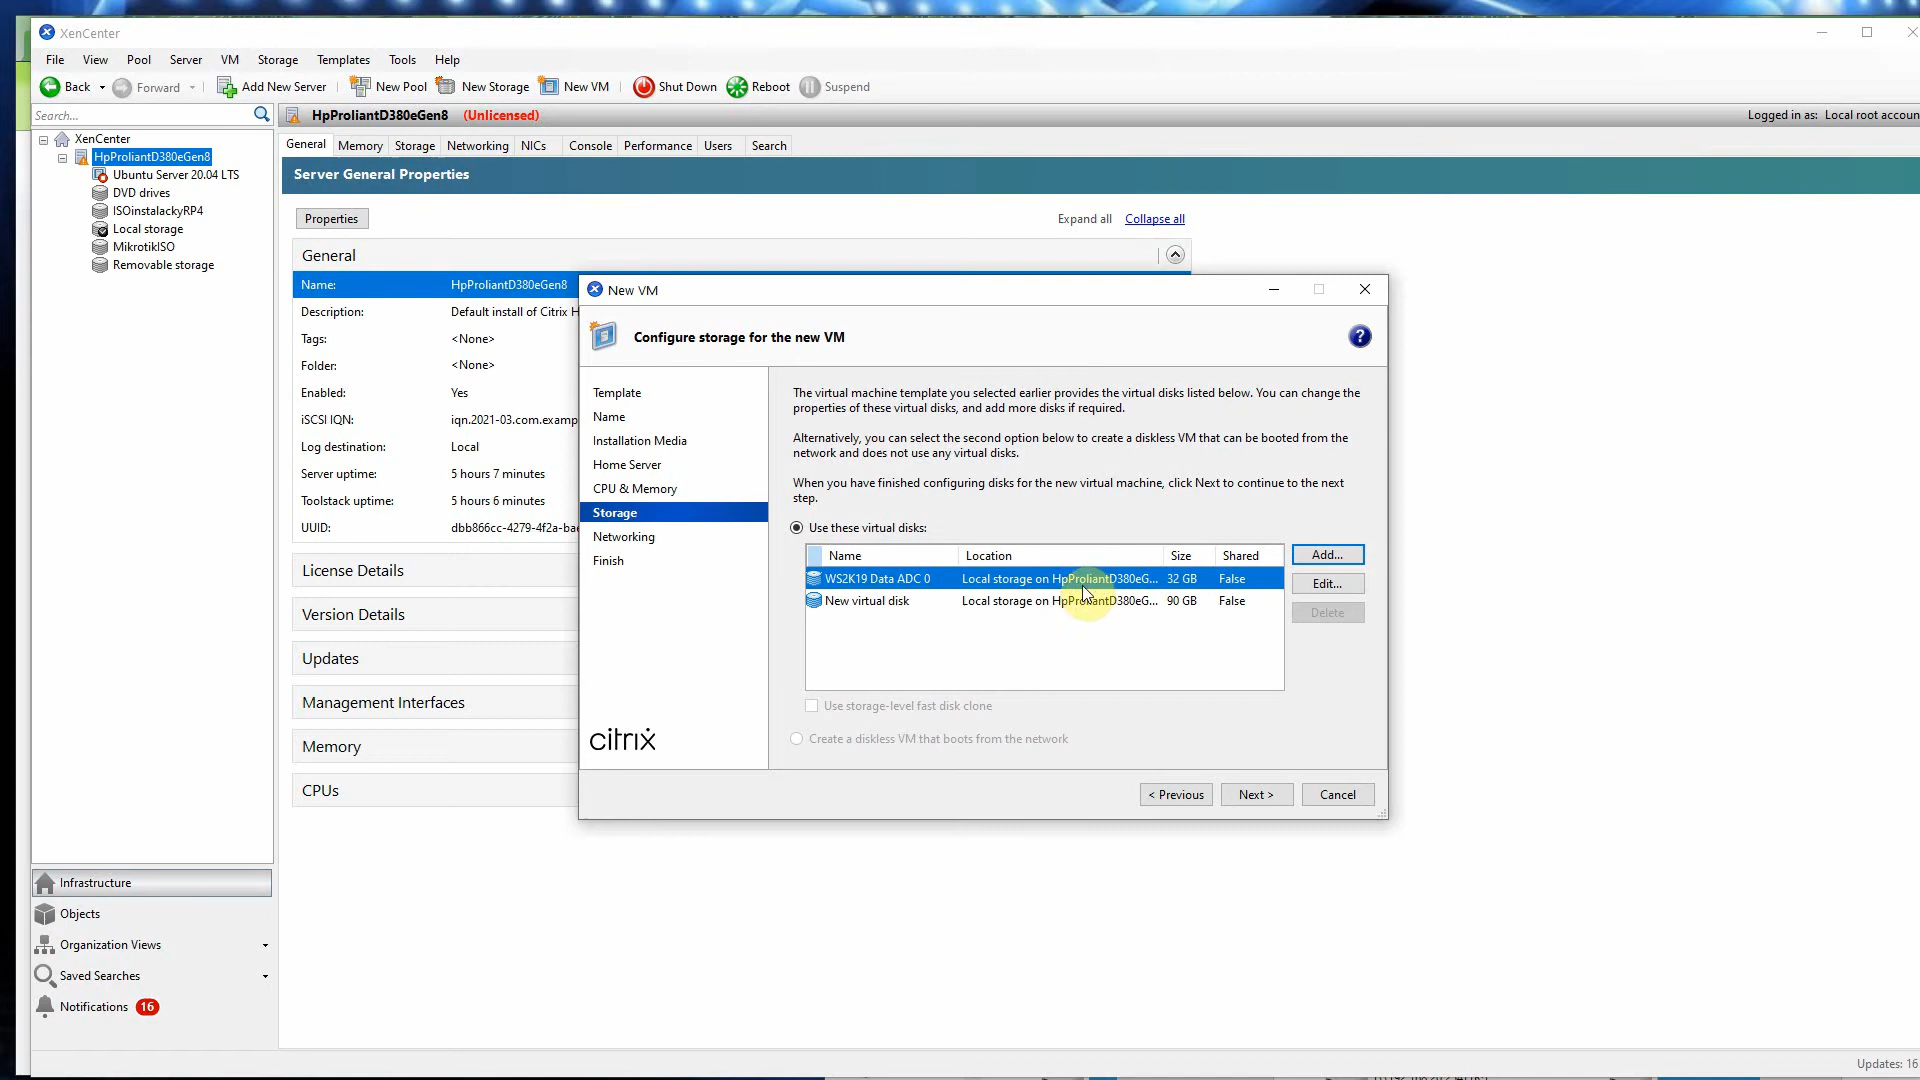 XenCenter
File View Pool Server VM Storage Templates Tools Help
Back Forward Add New Server New Pool New Storage New VM Shut Down Reboot Suspend
Search...
HpProliantD380eGen8 (Unlicensed)
Logged in as: Local root accoun
XenCenter
HpProliantD380eGen8
Ubuntu Server 20.04 LTS
DVD drives
ISOinstalackyRP4
Local storage
MikrotikISO
Removable storage
General Memory Storage Networking NICs Console Performance Users Search
Server General Properties
Properties
Expand all Collapse all
General
Name: HpProliantD380eGen8
Description: Default install of Citrix H
Tags: <None>
Folder: <None>
Enabled: Yes
iSCSI IQN: iqn.2021-03.com.examp
Log destination: Local
Server uptime: 5 hours 7 minutes
Toolstack uptime: 5 hours 6 minutes
UUID: dbb866cc-4279-4f2a-bae
License Details
Version Details
Updates
Management Interfaces
Memory
CPUs
New VM
Configure storage for the new VM
?
Template
Name
Installation Media
Home Server
CPU & Memory
Storage
Networking
Finish
citrix
The virtual machine template you selected earlier provides the virtual disks listed below. You can change the
properties of these virtual disks, and add more disks if required.
Alternatively, you can select the second option below to create a diskless VM that can be booted from the
network and does not use any virtual disks.
When you have finished configuring disks for the new virtual machine, click Next to continue to the next
step.
Use these virtual disks:
Name Location Size Shared
WS2K19 Data ADC 0 Local storage on HpProliantD380eG... 32 GB False
New virtual disk Local storage on HpProliantD380eG... 90 GB False
Add...
Edit...
Delete
Use storage-level fast disk clone
Create a diskless VM that boots from the network
< Previous Next > Cancel
Infrastructure
Objects
Organization Views
Saved Searches
Notifications 16
Updates: 16